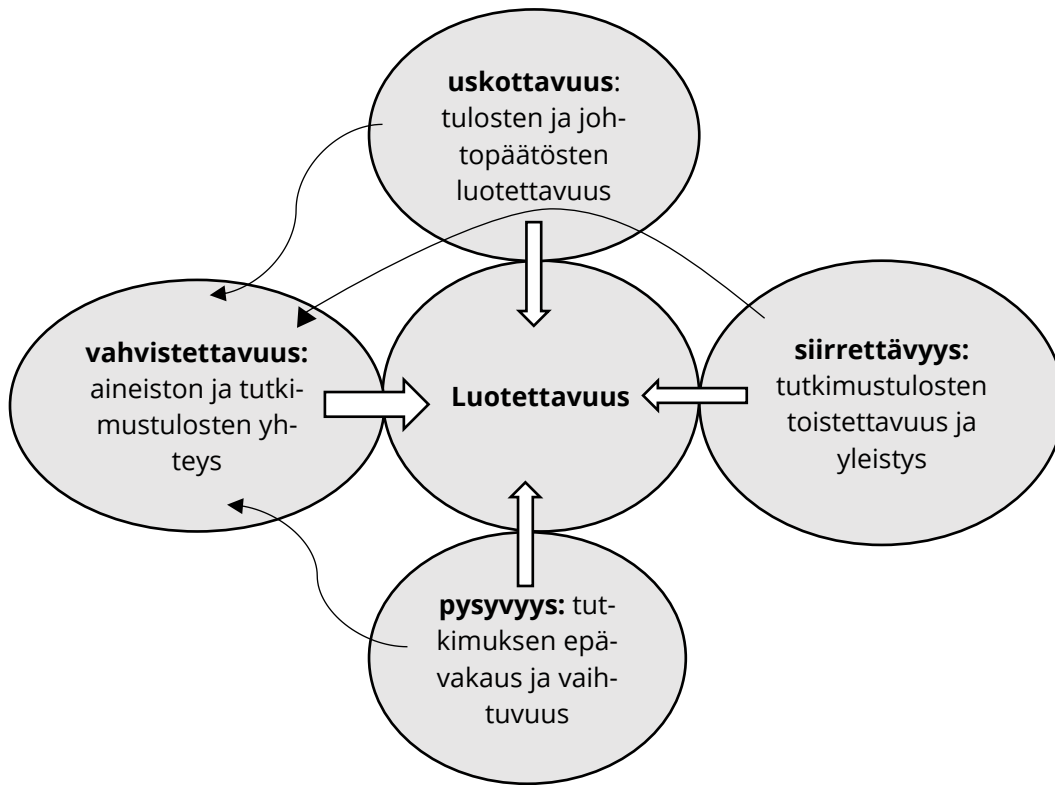 uskottavuus:
tulosten ja joh-
topäätösten
luotettavuus
vahvistettavuus:
aineiston ja tutki-
mustulosten yh-
teys
Luotettavuus
siirrettävyys:
tutkimustulosten
toistettavuus ja
yleistys
pysyvyys: tut-
kimuksen epä-
vakaus ja vaih-
tuvuus